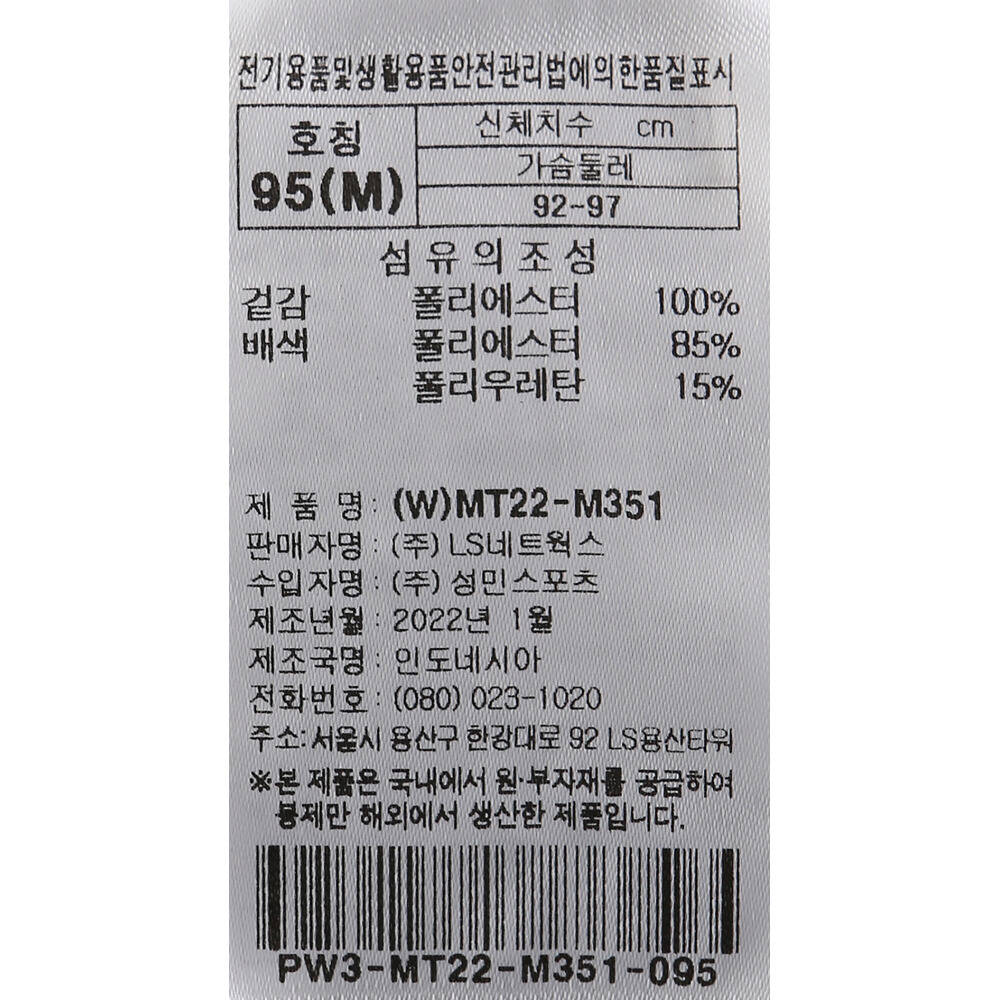 전기용품및생활용품안전관리법에의한품질표시
호칭 신체치수 cm
95(M) 가슴둘레
92-97
섬유의조성
겉감 폴리에스터 100%
배색 폴리에스터 85%
폴리우레탄 15%
제 품 명 : (W)MT22-M351
판매자명 : (주) LS네트웍스
수입자명 : (주) 성민스포츠
제조년월 : 2022년 1월
제조국명 : 인도네시아
전화번호 : (080) 023-1020
주소: 서울시 용산구 한강대로 92 LS용산타워
※본 제품은 국내에서 원·부자재를 공급하여
봉제만 해외에서 생산한 제품입니다.
PW3-MT22-M351-095